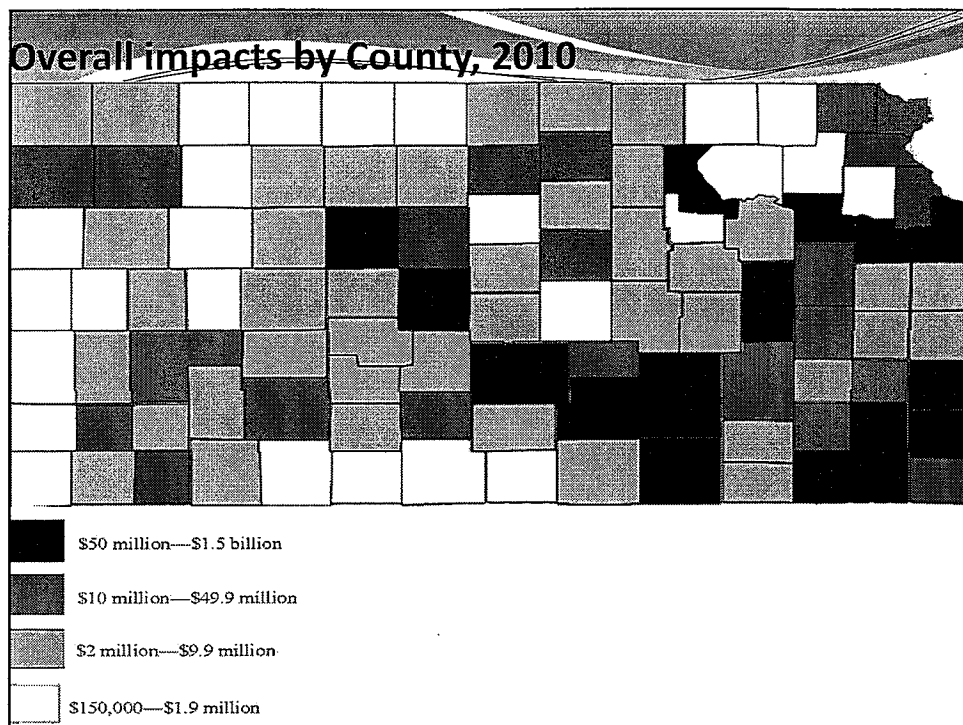 Overall impacts by County, 2010
$50 million—$1.5 billion
$10 million—$49.9 million
$2 million—$9.9 million
$150,000—$1.9 million